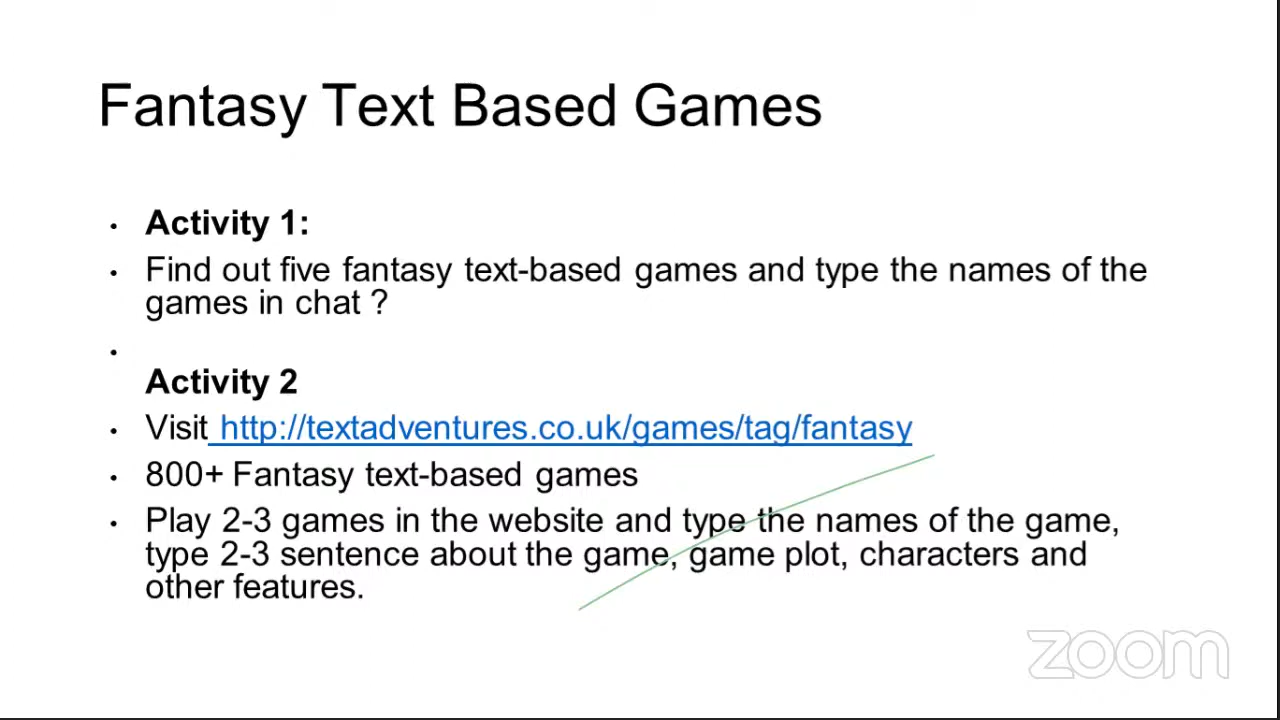 Fantasy Text Based Games
• Activity 1:
• Find out five fantasy text-based games and type the names of the
games in chat ?
•
Activity 2
• Visit http://textadventures.co.uk/games/tag/fantasy
• 800+ Fantasy text-based games
• Play 2-3 games in the website and type the names of the game,
type 2-3 sentence about the game, game plot, characters and
other features.
zoom